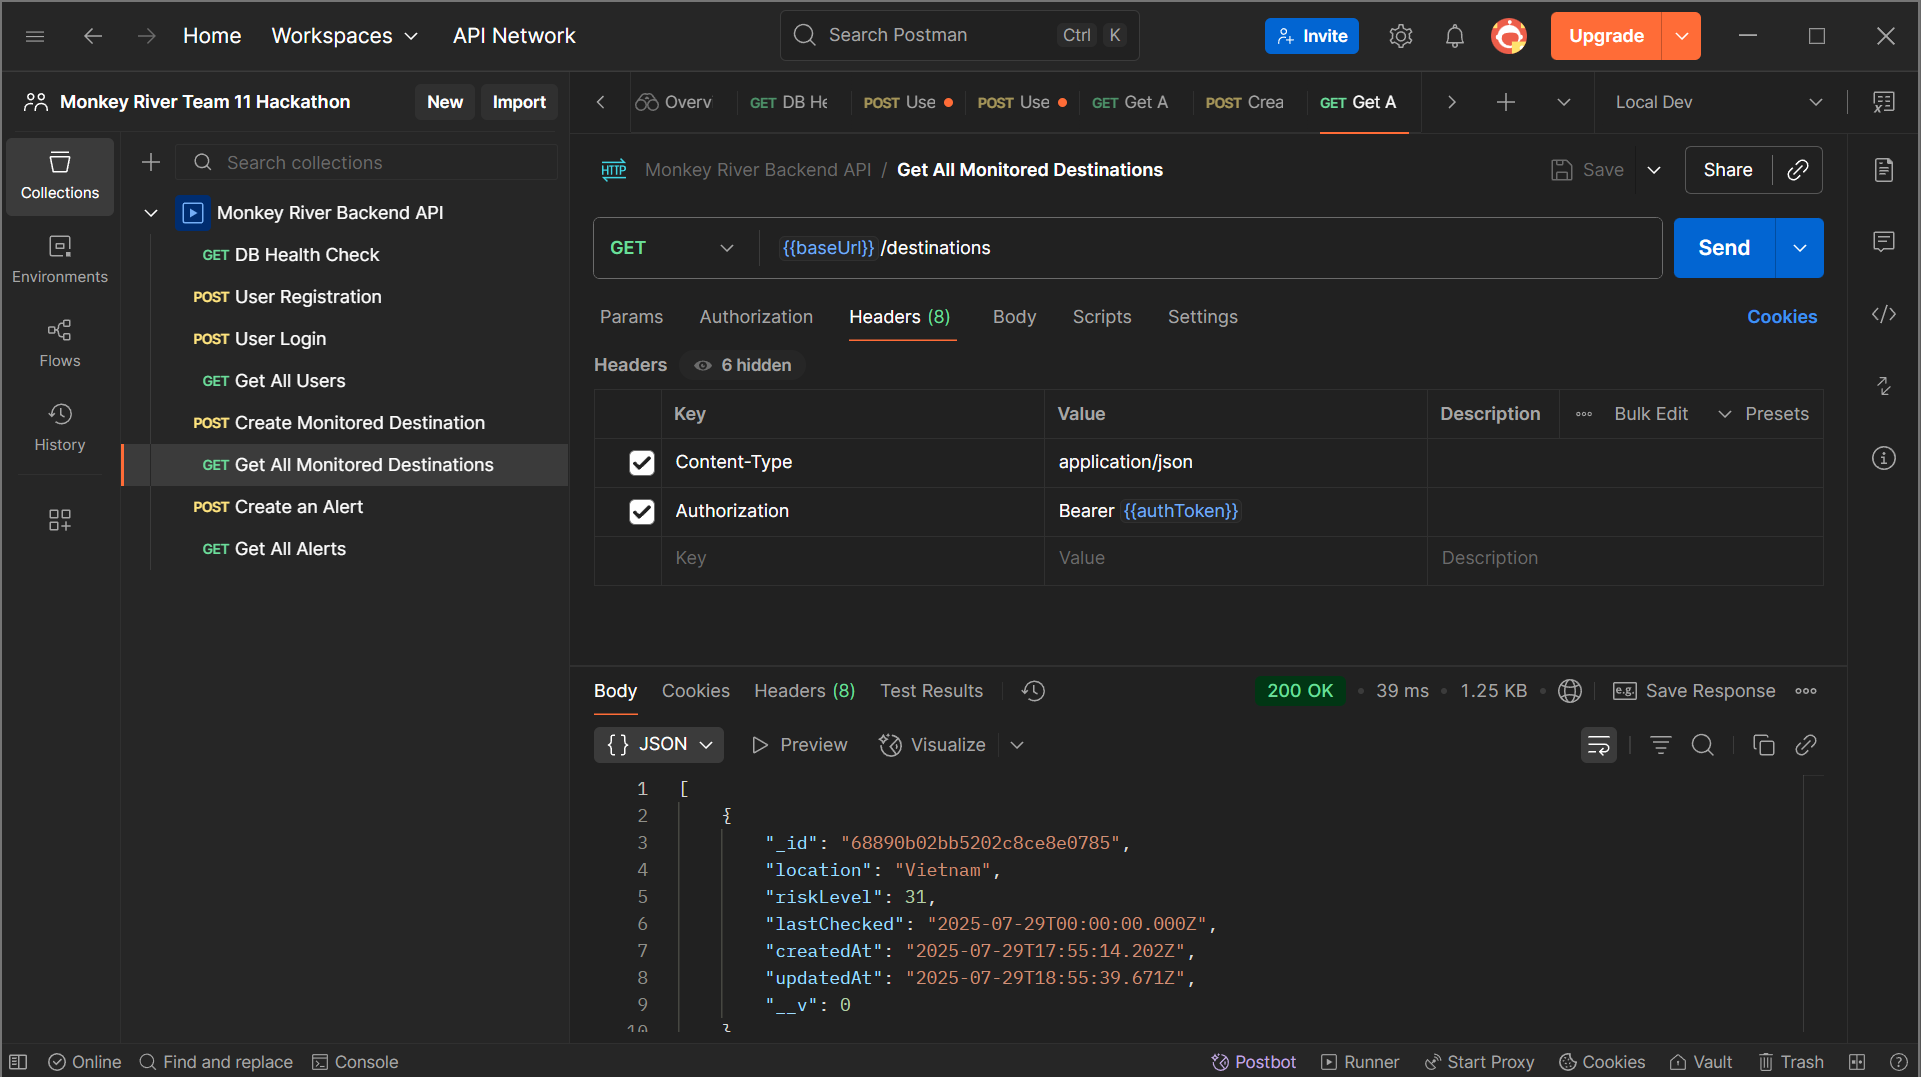 Home Workspaces API Network Search Postman Ctrl K Invite Upgrade
Monkey River Team 11 Hackathon New Import
Overv GET DB He POST Use POST Use GET Get A POST Crea GET Get A Local Dev
Collections
Environments
Flows
History
Search collections
Monkey River Backend API
GET DB Health Check
POST User Registration
POST User Login
GET Get All Users
POST Create Monitored Destination
GET Get All Monitored Destinations
POST Create an Alert
GET Get All Alerts
HTTP Monkey River Backend API / Get All Monitored Destinations Save Share
GET {{baseUrl}} /destinations Send
Params Authorization Headers (8) Body Scripts Settings Cookies
Headers 6 hidden
Key Value Description Bulk Edit Presets
Content-Type application/json
Authorization Bearer {{authToken}}
Key Value Description
Body Cookies Headers (8) Test Results 200 OK • 39 ms • 1.25 KB • e.g. Save Response
{} JSON Preview Visualize
1 [
2 {
3 "_id": "68890b02bb5202c8ce8e0785",
4 "location": "Vietnam",
5 "riskLevel": 31,
6 "lastChecked": "2025-07-29T00:00:00.000Z",
7 "createdAt": "2025-07-29T17:55:14.202Z",
8 "updatedAt": "2025-07-29T18:55:39.671Z",
9 "__v": 0
10 }
Online Find and replace Console Postbot Runner Start Proxy Cookies Vault Trash